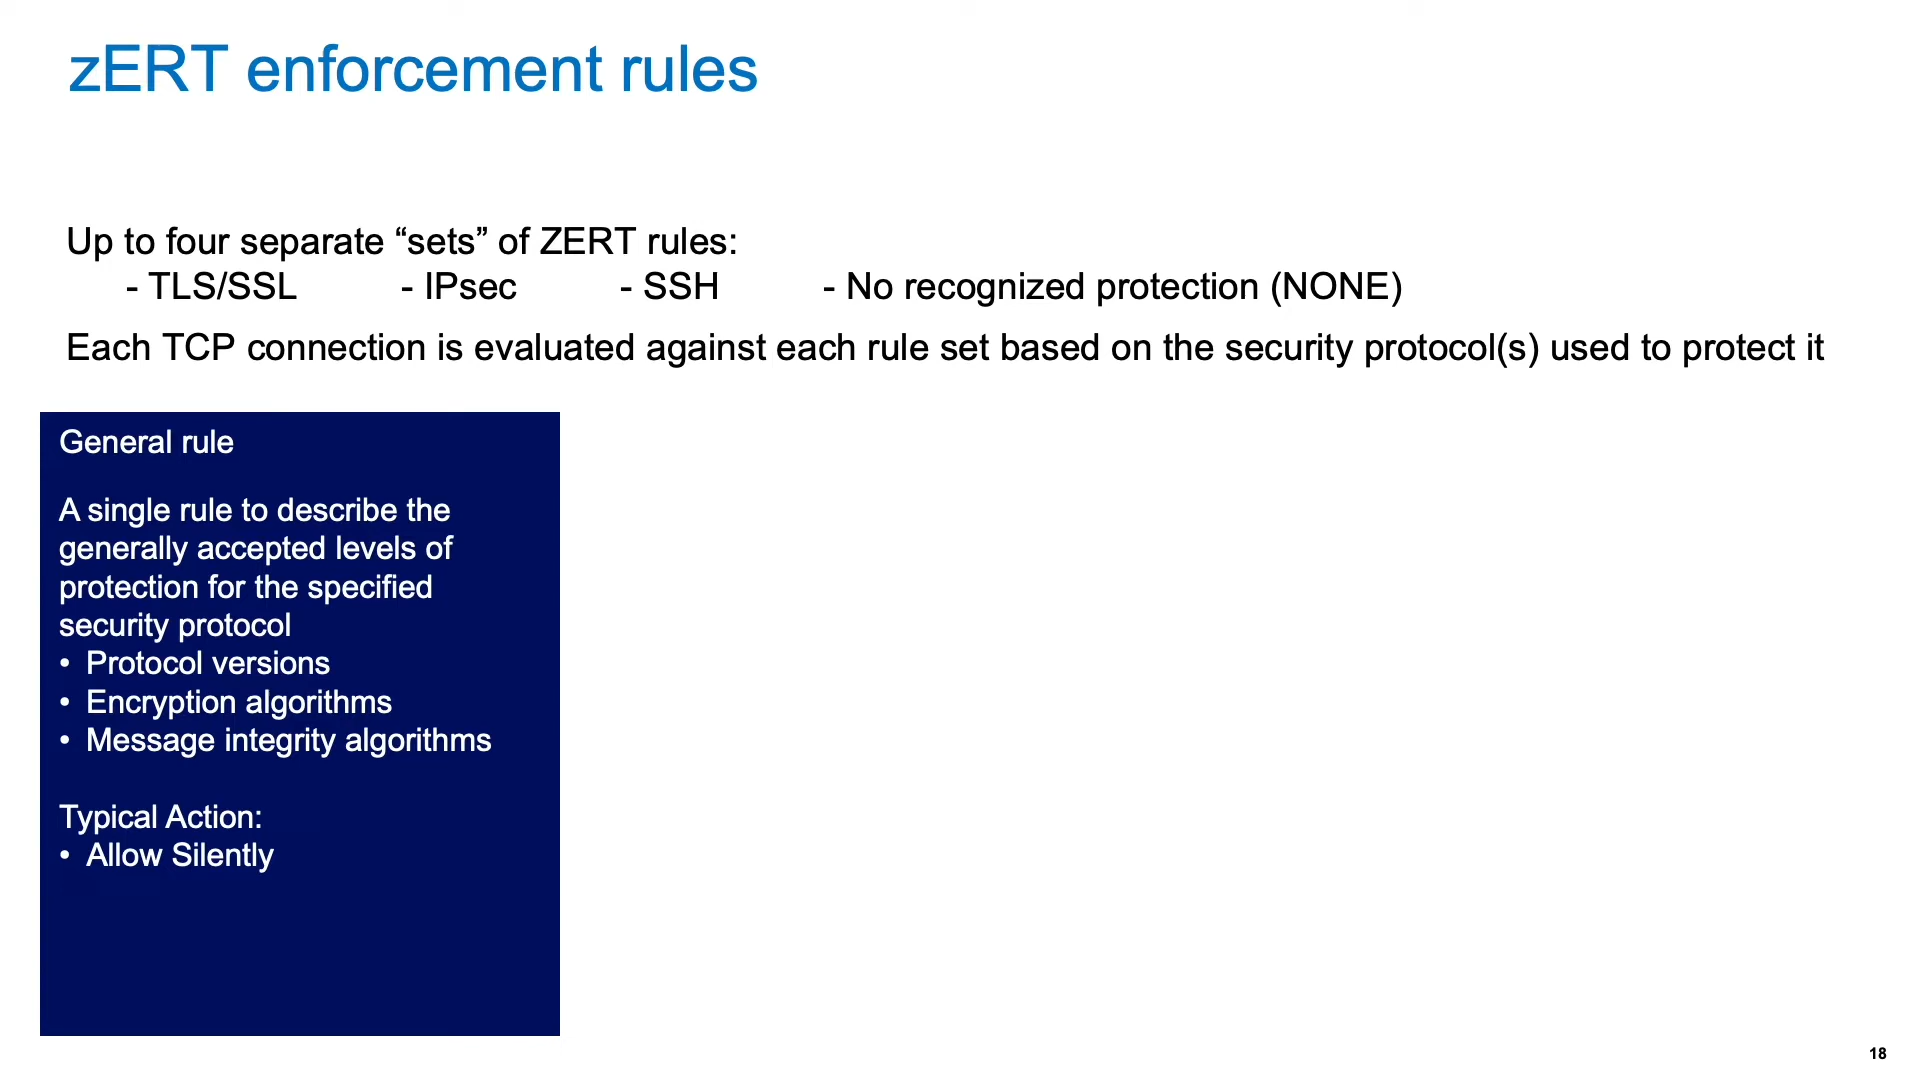 zERT enforcement rules
Up to four separate “sets” of ZERT rules:
- TLS/SSL - IPsec - SSH - No recognized protection (NONE)
Each TCP connection is evaluated against each rule set based on the security protocol(s) used to protect it
General rule
A single rule to describe the
generally accepted levels of
protection for the specified
security protocol
• Protocol versions
• Encryption algorithms
• Message integrity algorithms
Typical Action:
• Allow Silently
18